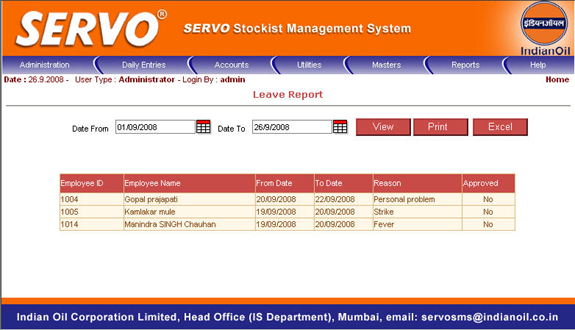 SERVO® SERVO Stockist Management System
इंडियनऑयल
IndianOil
Administration Daily Entries Accounts Utilities Masters Reports Help
Date : 26.9.2008 - User Type : Administrator - Login By : admin Home
Leave Report
Date From 01/09/2008 Date To 26/9/2008 View Print Excel
Employee ID Employee Name From Date To Date Reason Approved
1004 Gopal prajapati 20/09/2008 22/09/2008 Personal problem No
1005 Kamlakar mule 19/09/2008 20/09/2008 Strike No
1014 Manindra SINGH Chauhan 19/09/2008 20/09/2008 Fever No
Indian Oil Corporation Limited, Head Office (IS Department), Mumbai, email: servosms@indianoil.co.in